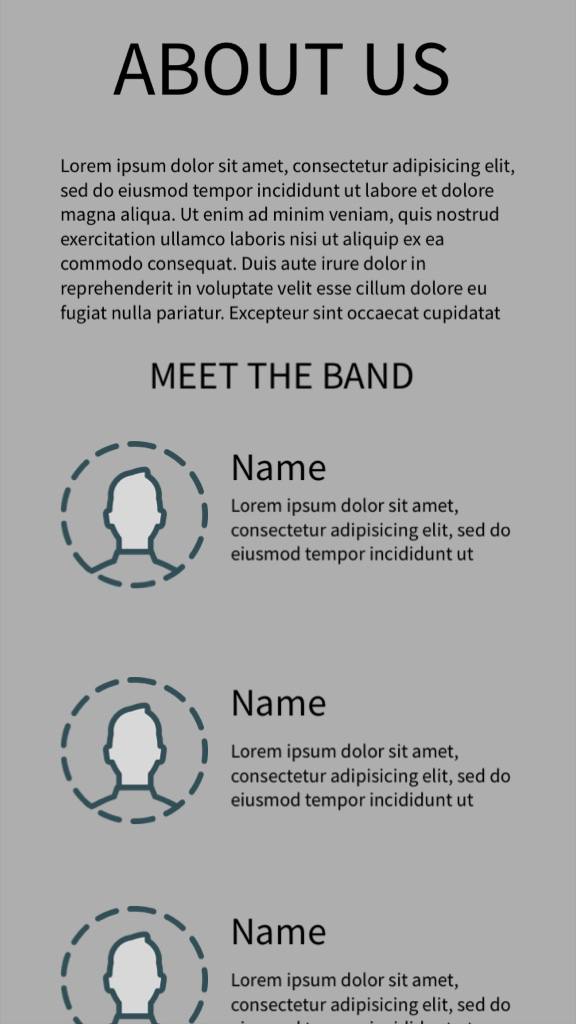 ABOUT US
Lorem ipsum dolor sit amet, consectetur adipisicing elit,
sed do eiusmod tempor incididunt ut labore et dolore
magna aliqua. Ut enim ad minim veniam, quis nostrud
exercitation ullamco laboris nisi ut aliquip ex ea
commodo consequat. Duis aute irure dolor in
reprehenderit in voluptate velit esse cillum dolore eu
fugiat nulla pariatur. Excepteur sint occaecat cupidatat
MEET THE BAND
Name
Lorem ipsum dolor sit amet,
consectetur adipisicing elit, sed do
eiusmod tempor incididunt ut
Name
Lorem ipsum dolor sit amet,
consectetur adipisicing elit, sed do
eiusmod tempor incididunt ut
Name
Lorem ipsum dolor sit amet,
consectetur adipisicing elit, sed do